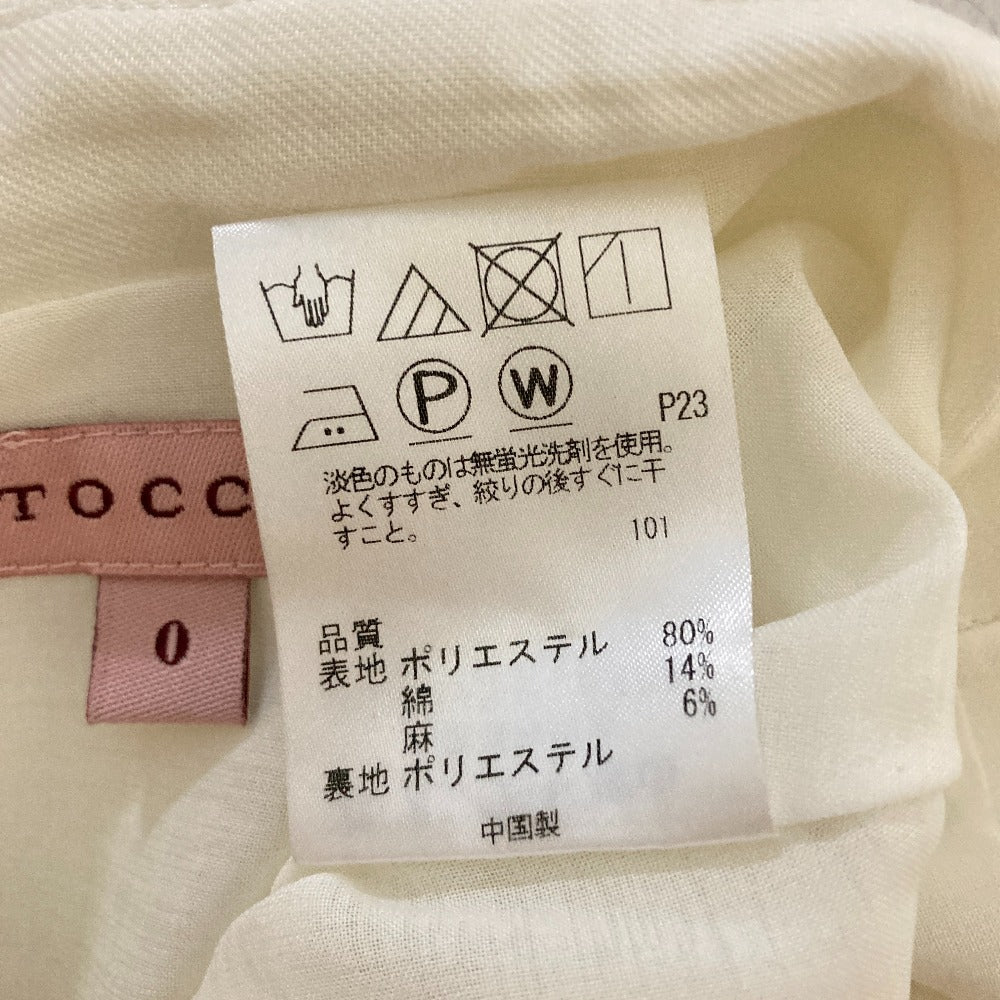 P
W
P23
淡色のものは無蛍光洗剤を使用。
よくすすぎ、絞りの後すぐに干
すこと。
101
TOCC
0
品質
表地 ポリエステル 80%
綿 14%
麻 6%
裏地 ポリエステル
中国製